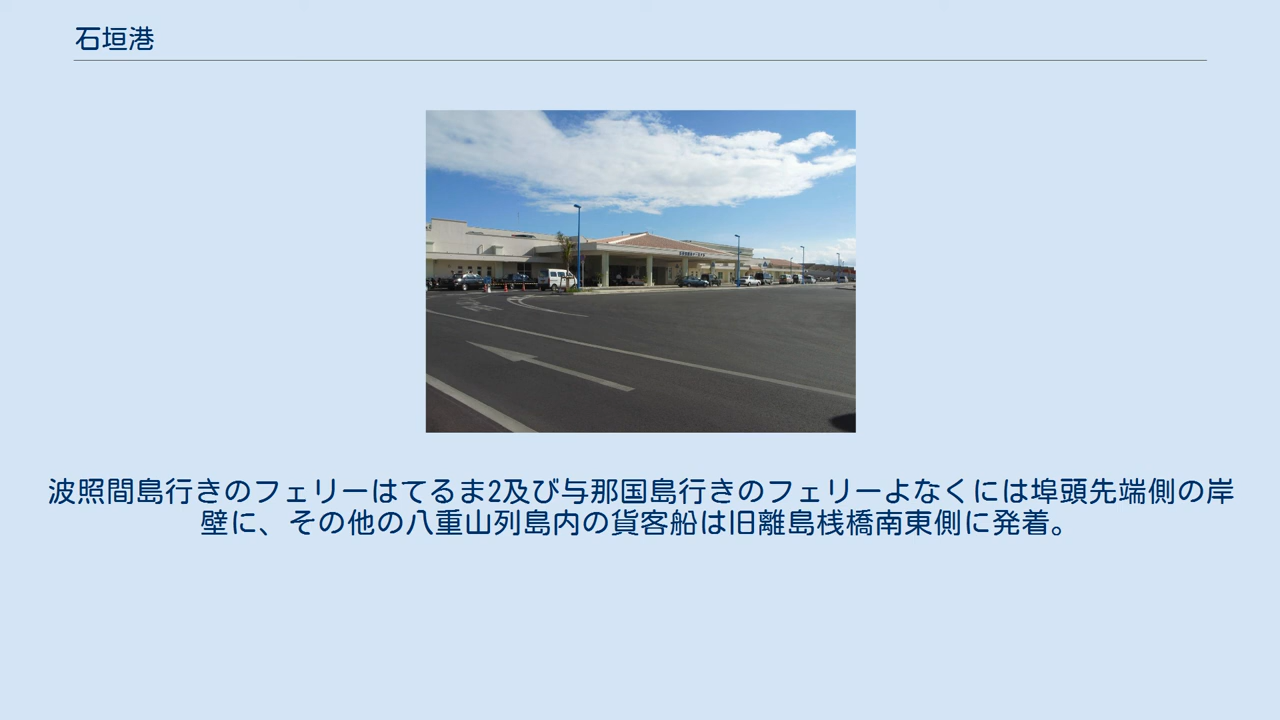 石垣港
波照間島行きのフェリーはてるま2及び与那国島行きのフェリーよなくには埠頭先端側の岸
壁に、その他の八重山列島内の貨客船は旧離島桟橋南東側に発着。